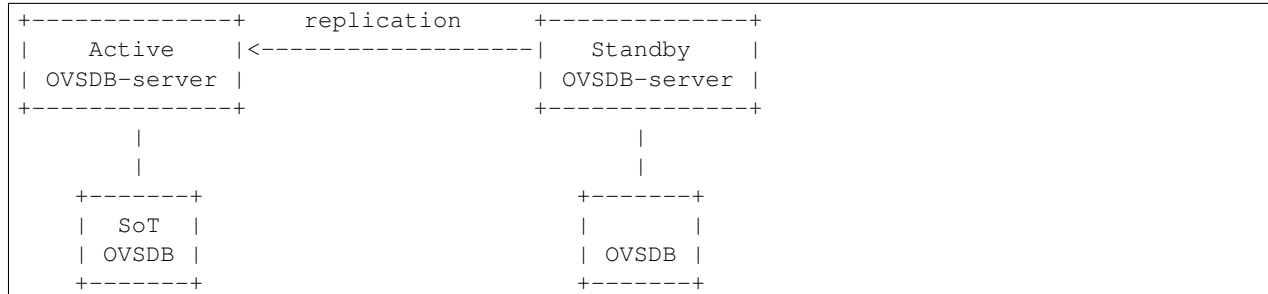 +--------------+    replication     +--------------+
|    Active    |<-------------------|   Standby    |
| OVSDB-server |                    | OVSDB-server |
+--------------+                    +--------------+
        |                                  |
        |                                  |
    +-------+                          +-------+
    |  SoT  |                          |       |
    | OVSDB |                          | OVSDB |
    +-------+                          +-------+